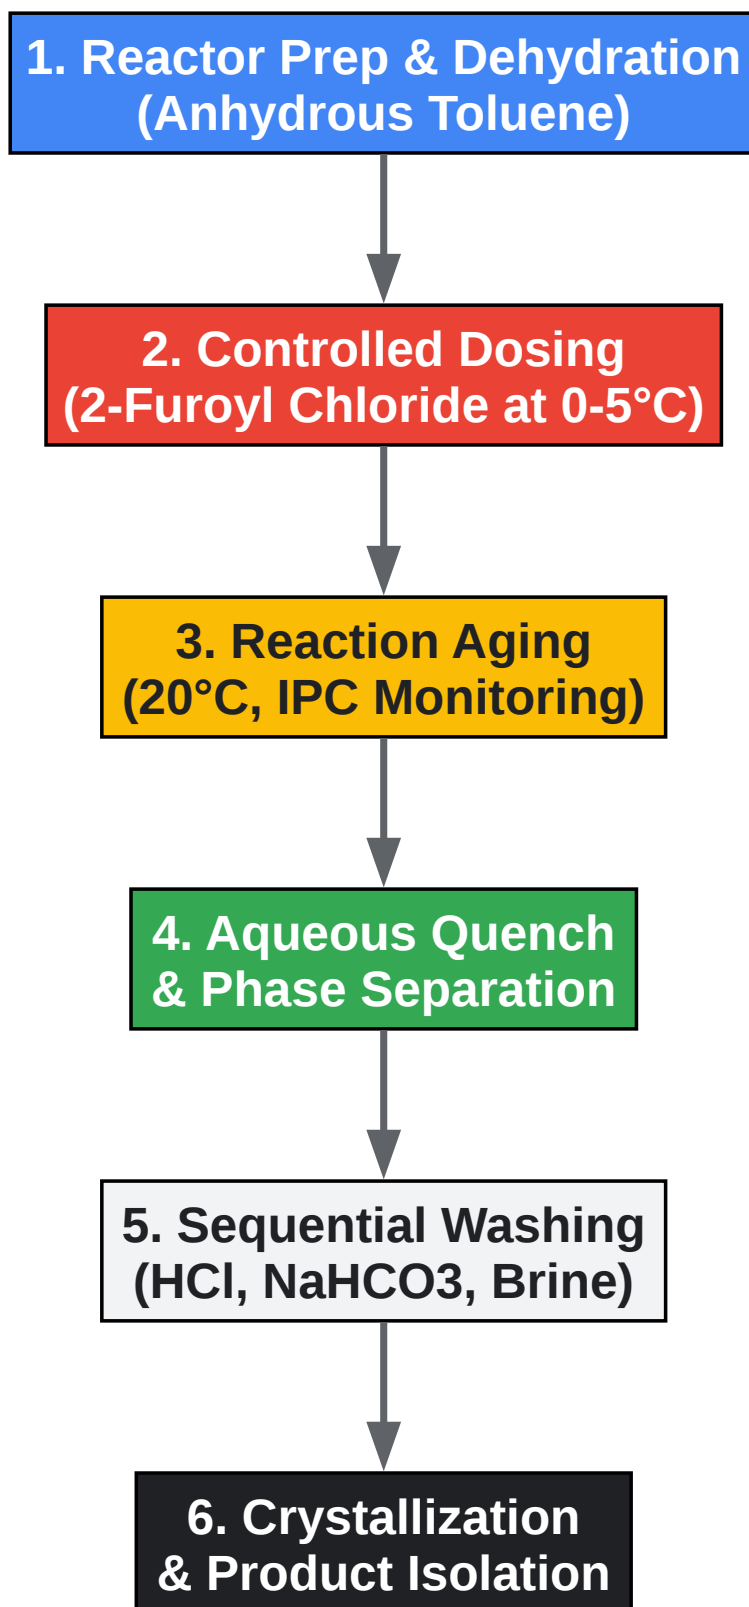 1. Reactor Prep & Dehydration
(Anhydrous Toluene)
2. Controlled Dosing
(2-Furoyl Chloride at 0-5°C)
3. Reaction Aging
(20°C, IPC Monitoring)
4. Aqueous Quench
& Phase Separation
5. Sequential Washing
(HCl, NaHCO3, Brine)
6. Crystallization
& Product Isolation